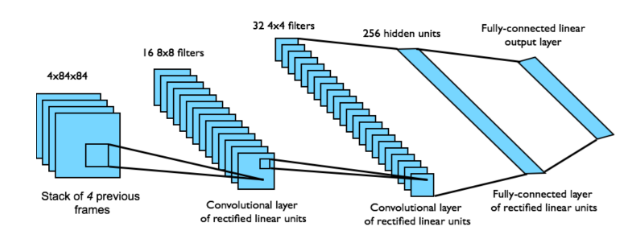 4x84x84
16 8x8 filters
32 4x4 filters
256 hidden units
Fully-connected linear
output layer
Stack of 4 previous
frames
Convolutional layer
of rectified linear units
Convolutional layer
of rectified linear units
Fully-connected layer
of rectified linear units